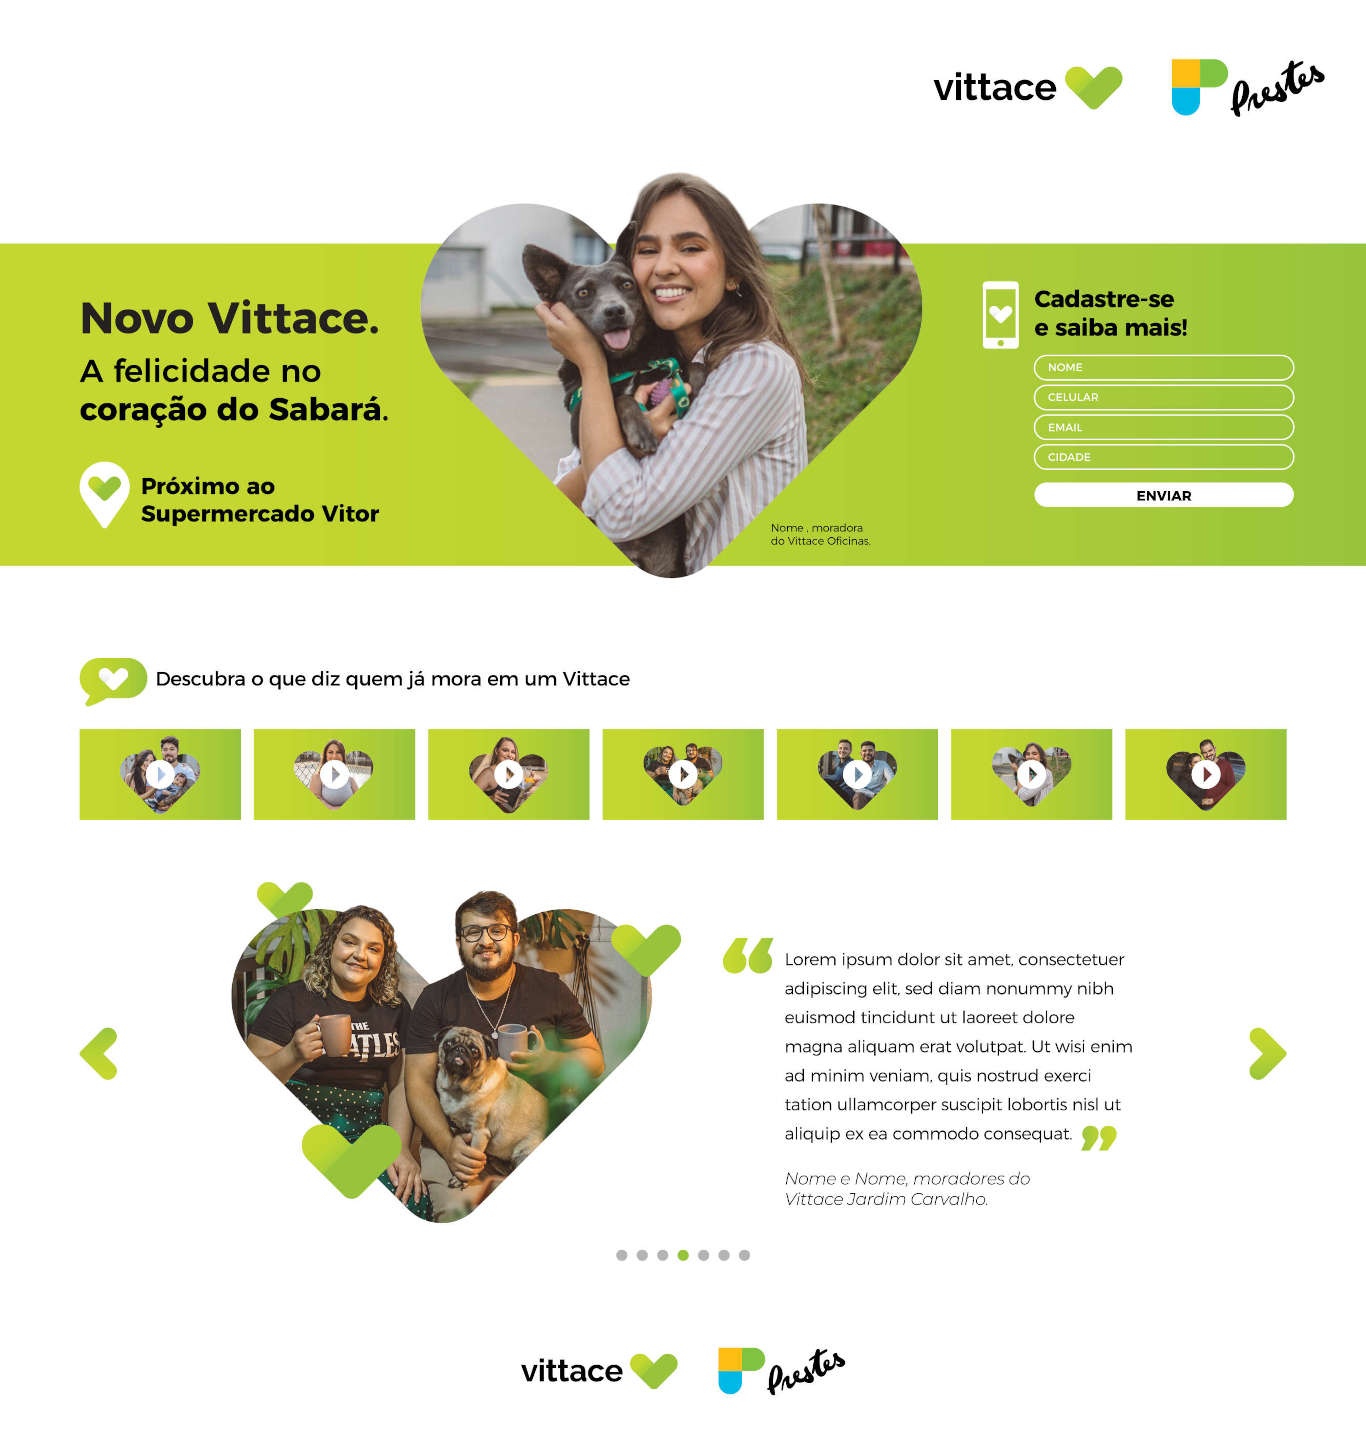 vittace
Prestes
Novo Vittace.
A felicidade no
coração do Sabará.
Próximo ao
Supermercado Vitor
Nome , moradora
do Vittace Oficinas.
Cadastre-se
e saiba mais!
NOME
CELULAR
EMAIL
CIDADE
ENVIAR
Descubra o que diz quem já mora em um Vittace
THE
ATLES
“Lorem ipsum dolor sit amet, consectetuer
adipiscing elit, sed diam nonummy nibh
euismod tincidunt ut laoreet dolore
magna aliquam erat volutpat. Ut wisi enim
ad minim veniam, quis nostrud exerci
tation ullamcorper suscipit lobortis nisl ut
aliquip ex ea commodo consequat.”
Nome e Nome, moradores do
Vittace Jardim Carvalho.
vittace
Prestes